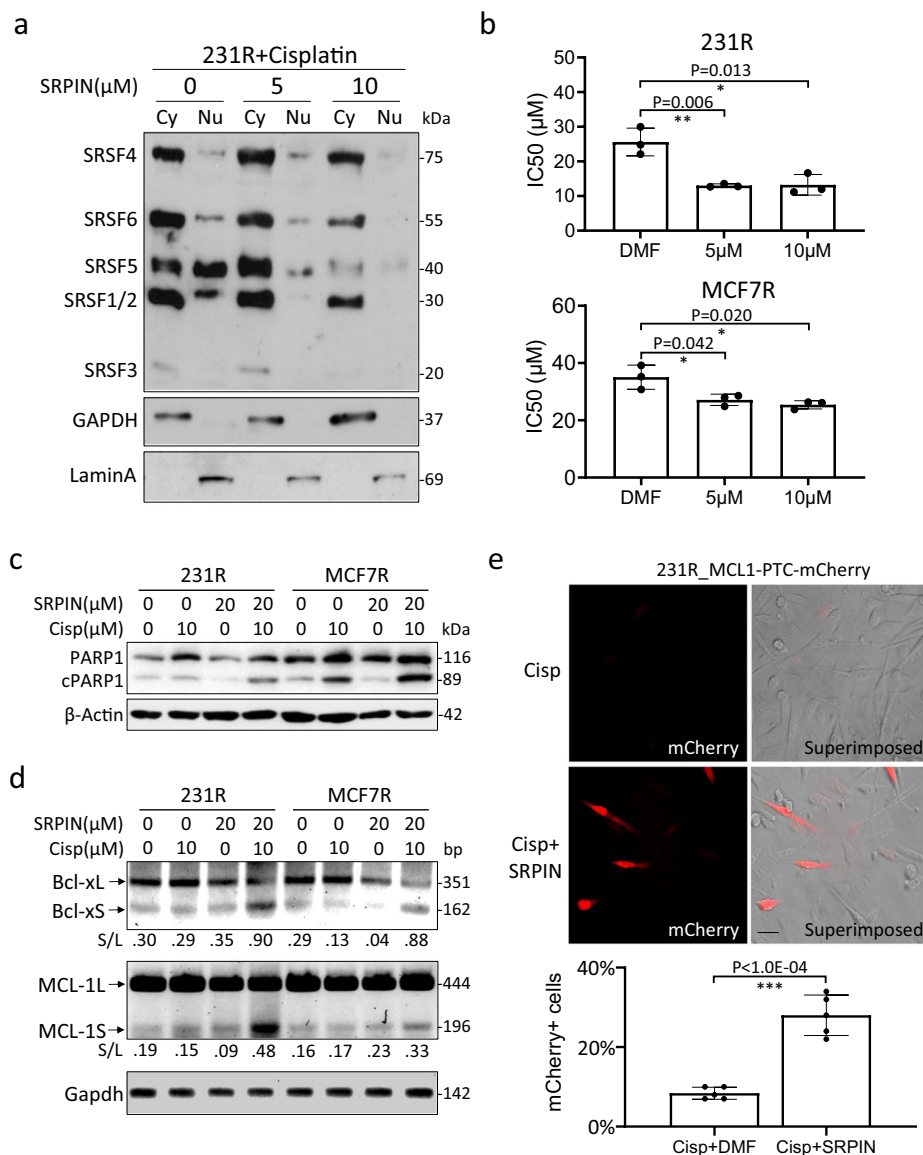 a
231R+Cisplatin
SRPIN(μM) 0 5 10
Cy Nu Cy Nu Cy Nu kDa
SRSF4 -75
SRSF6 -55
SRSF5 -40
SRSF1/2 -30
SRSF3 -20
GAPDH -37
LaminA -69
b
231R
P=0.013
*
P=0.006
**
IC50 (μM)
50
40
30
20
10
0
DMF 5μM 10μM
MCF7R
P=0.020
*
P=0.042
*
IC50 (μM)
60
40
20
0
DMF 5μM 10μM
c
231R MCF7R
SRPIN(μM) 0 0 20 20 0 0 20 20
Cisp(μM) 0 10 0 10 0 10 0 10 kDa
PARP1 -116
cPARP1 -89
β-Actin -42
d
231R MCF7R
SRPIN(μM) 0 0 20 20 0 0 20 20
Cisp(μM) 0 10 0 10 0 10 0 10 bp
Bcl-xL -351
Bcl-xS -162
S/L .30 .29 .35 .90 .29 .13 .04 .88
MCL-1L -444
MCL-1S -196
S/L .19 .15 .09 .48 .16 .17 .23 .33
Gapdh -142
e
231R_MCL1-PTC-mCherry
Cisp
mCherry Superimposed
Cisp+
SRPIN
mCherry Superimposed
P<1.0E-04
***
mCherry+ cells
40%
20%
0%
Cisp+DMF Cisp+SRPIN